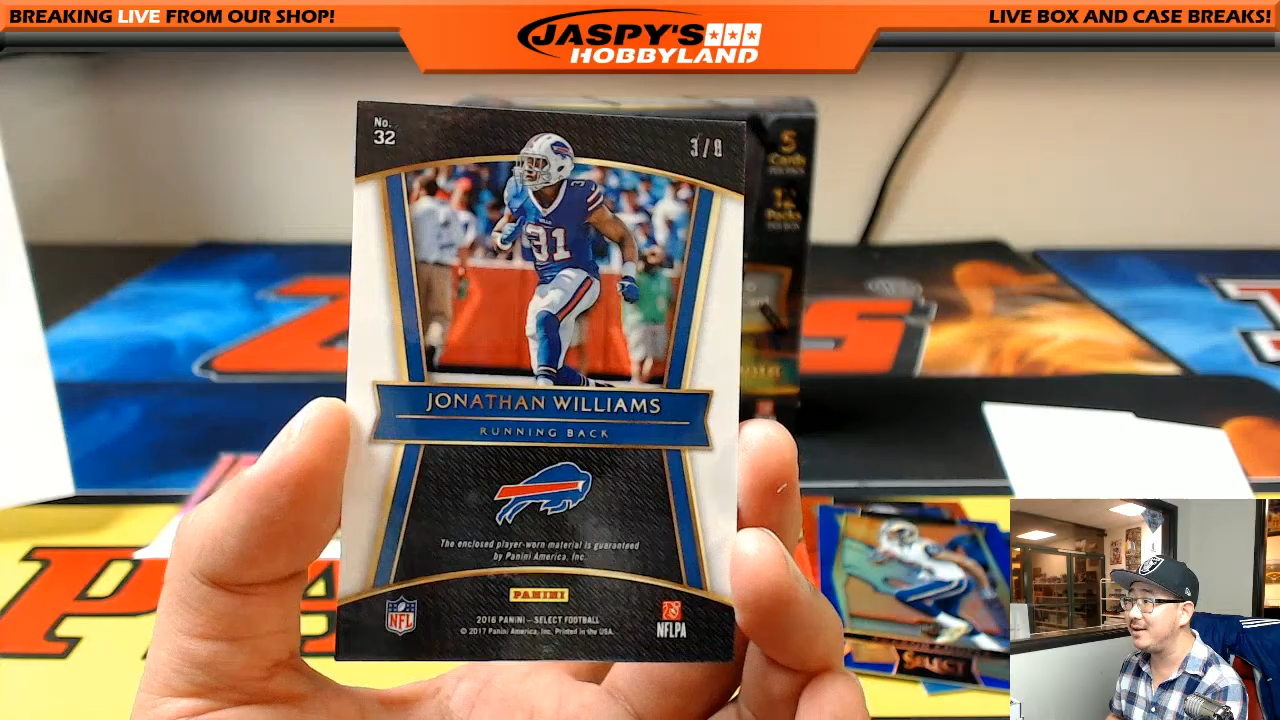 BREAKING LIVE FROM OUR SHOP!
JASPY'S
HOBBYLAND
LIVE BOX AND CASE BREAKS!
No.
32
3/8
5
Cards
12
Packs
31
JONATHAN WILLIAMS
RUNNING BACK
The enclosed player-worn material is guaranteed
by Panini America, Inc.
PANINI
2016 PANINI – SELECT FOOTBALL
© 2017 Panini America, Inc. Printed in the USA.
NFL
NFLPA
SELECT